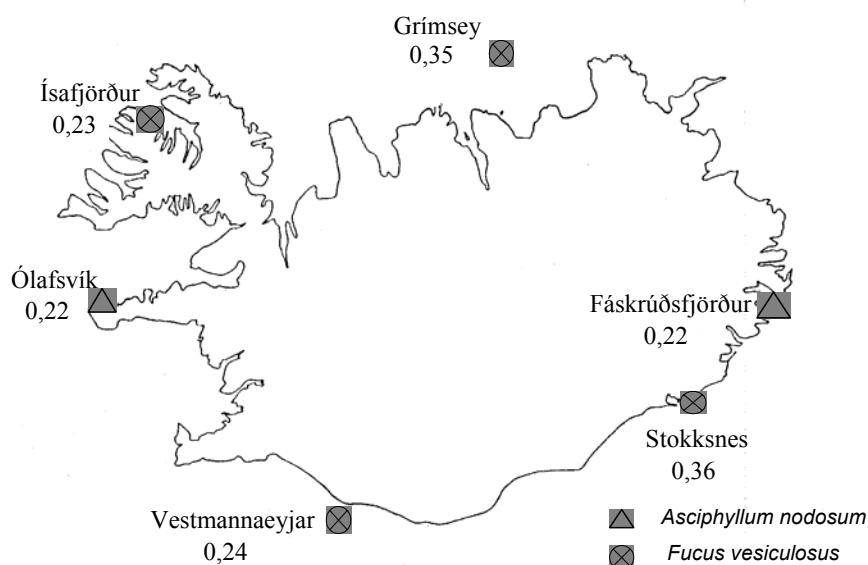 Grímsey
0,35
Ísafjörður
0,23
Ólafsvík
0,22
Fáskrúðsfjörður
0,22
Stokksnes
0,36
Vestmannaeyjar
0,24
Asciphyllum nodosum
Fucus vesiculosus